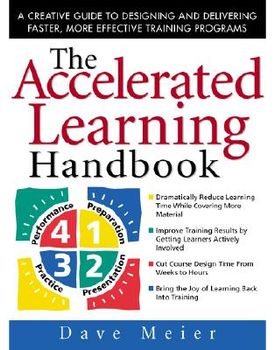 A CREATIVE GUIDE TO DESIGNING AND DELIVERING
FASTER, MORE EFFECTIVE TRAINING PROGRAMS
The
Accelerated
Learning
Handbook
Performance
Preparation
4 1
3 2
Practice
Presentation
Dramatically Reduce Learning
Time While Covering More
Material
Improve Training Results by
Getting Learners Actively
Involved
Cut Course Design Time From
Weeks to Hours
Bring the Joy of Learning Back
Into Training
Dave Meier